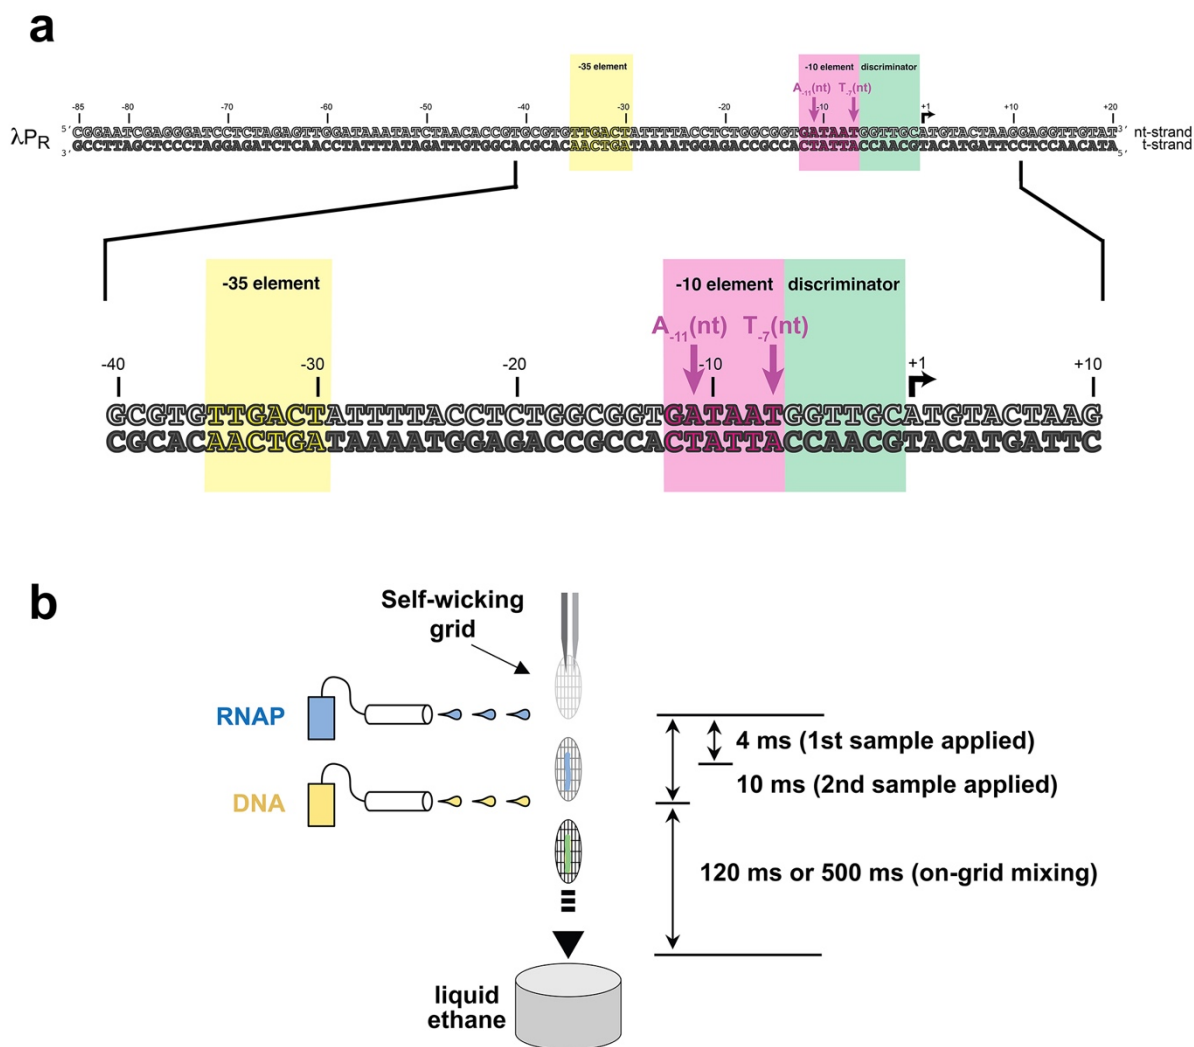 a
-35 element
-10 element
discriminator
A-11(nt) T-7(nt)
-85 -80 -70 -60 -50 -40 -30 -20 -10 +1 +10 +20
λPR
5' CGGAATCGAGGGATCCTCTAGAGTTGGATAAATATCTAACACCGTGCGTGTTGACTATTTTACCTCTGGCGGTGATAATGGTTGCATGTACTAAGGAGGTTGTAT 3' nt-strand
3' GCCTTAGCTCCCTAGGAGATCTCAACCTATTTATAGATTGTGGCACGCACAACTGATAAAATGGAGACCGCCACTATTACCAACGTACATGATTCCTCCAACATA 5' t-strand
-35 element
-10 element
discriminator
A-11(nt) T-7(nt)
-40 -30 -20 -10 +1 +10
GCGTGTTGACTATTTTACCTCTGGCGGTGATAATGGTTGCATGTACTAAG
CGCACAACTGATAAAATGGAGACCGCCACTATTACCAACGTACATGATTC
b
Self-wicking
grid
RNAP
DNA
4 ms (1st sample applied)
10 ms (2nd sample applied)
120 ms or 500 ms (on-grid mixing)
liquid
ethane